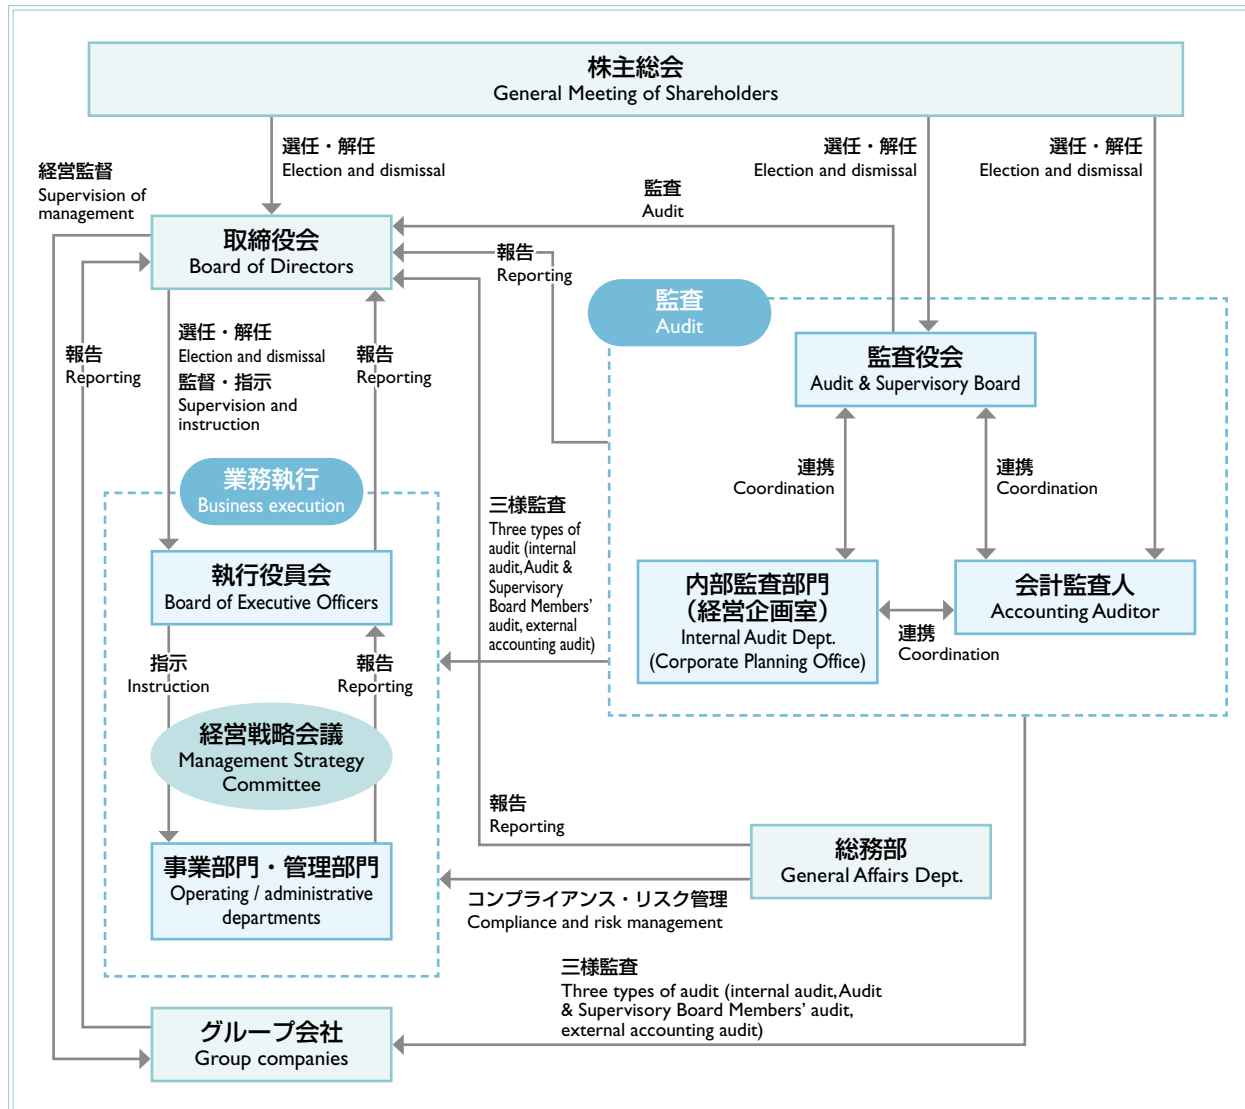 株主総会
General Meeting of Shareholders
選任・解任
Election and dismissal
選任・解任
Election and dismissal
選任・解任
Election and dismissal
経営監督
Supervision of
management
監査
Audit
取締役会
Board of Directors
報告
Reporting
監査
Audit
選任・解任
Election and dismissal
監督・指示
Supervision and
instruction
報告
Reporting
報告
Reporting
監査役会
Audit & Supervisory Board
連携
Coordination
連携
Coordination
業務執行
Business execution
三様監査
Three types of
audit (internal
audit, Audit &
Supervisory
Board Members’
audit, external
accounting audit)
執行役員会
Board of Executive Officers
内部監査部門
（経営企画室）
Internal Audit Dept.
(Corporate Planning Office)
会計監査人
Accounting Auditor
連携
Coordination
指示
Instruction
報告
Reporting
経営戦略会議
Management Strategy
Committee
報告
Reporting
事業部門・管理部門
Operating / administrative
departments
総務部
General Affairs Dept.
コンプライアンス・リスク管理
Compliance and risk management
三様監査
Three types of audit (internal audit, Audit
& Supervisory Board Members’ audit,
external accounting audit)
グループ会社
Group companies